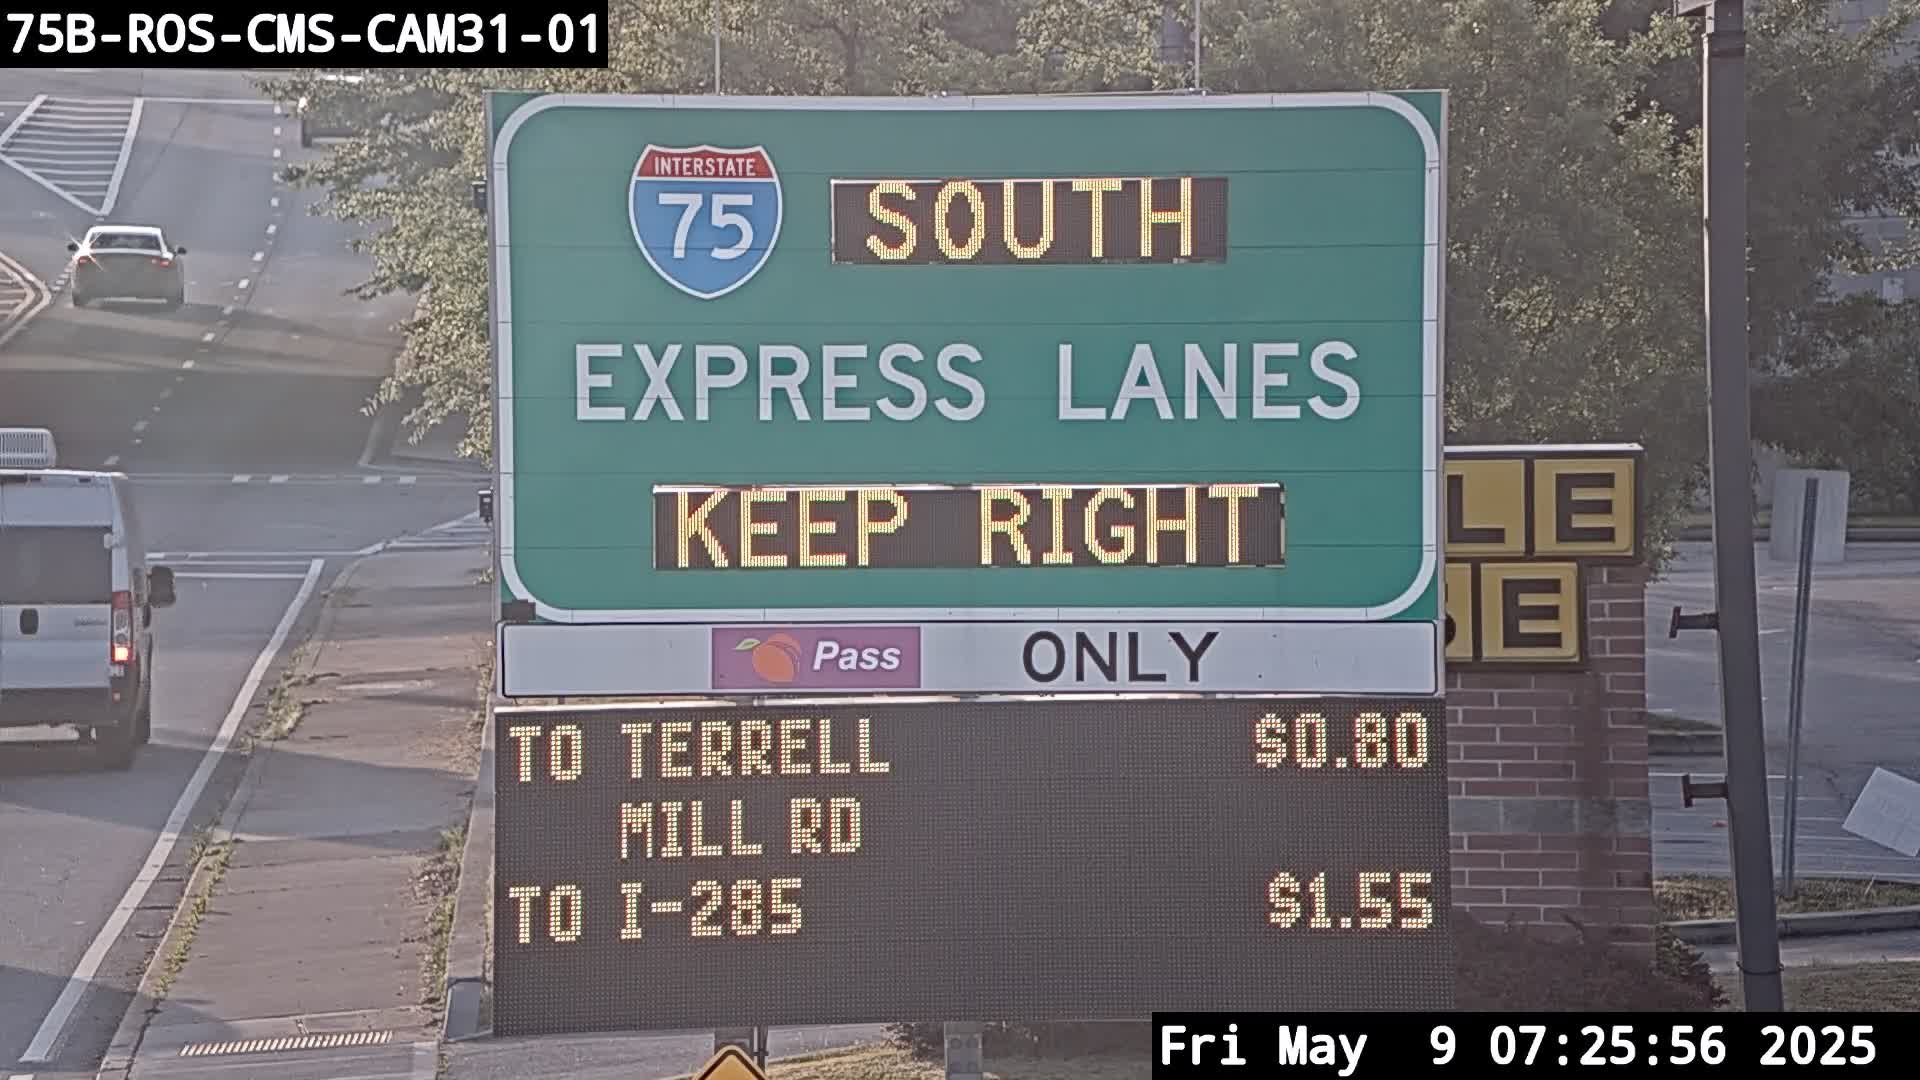 75B-ROS-CMS-CAM31-01
INTERSTATE
75
SOUTH
EXPRESS LANES
KEEP RIGHT
Pass ONLY
TO TERRELL $0.80
MILL RD
TO I-285 $1.55
LE
E
Fri May 9 07:25:56 2025